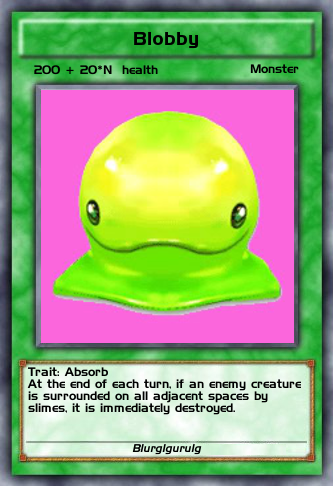 Blobby
200 + 20*N health Monster
Trait: Absorb
At the end of each turn, if an enemy creature
is surrounded on all adjacent spaces by
slimes, it is immediately destroyed.
Blurglgurulg